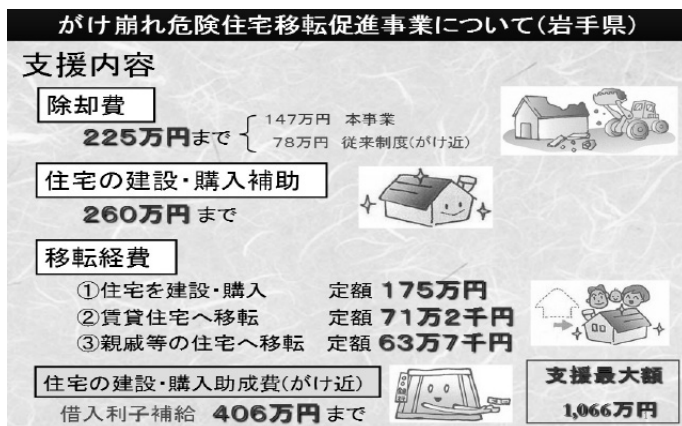 がけ崩れ危険住宅移転促進事業について(岩手県)
支援内容
除却費
225万円まで
147万円 本事業
78万円 従来制度(がけ近)
住宅の建設・購入補助
260万円 まで
移転経費
①住宅を建設・購入 定額 175万円
②賃貸住宅へ移転 定額 71万2千円
③親戚等の住宅へ移転 定額 63万7千円
住宅の建設・購入助成費(がけ近)
借入利子補給 406万円 まで
支援最大額
1,066万円